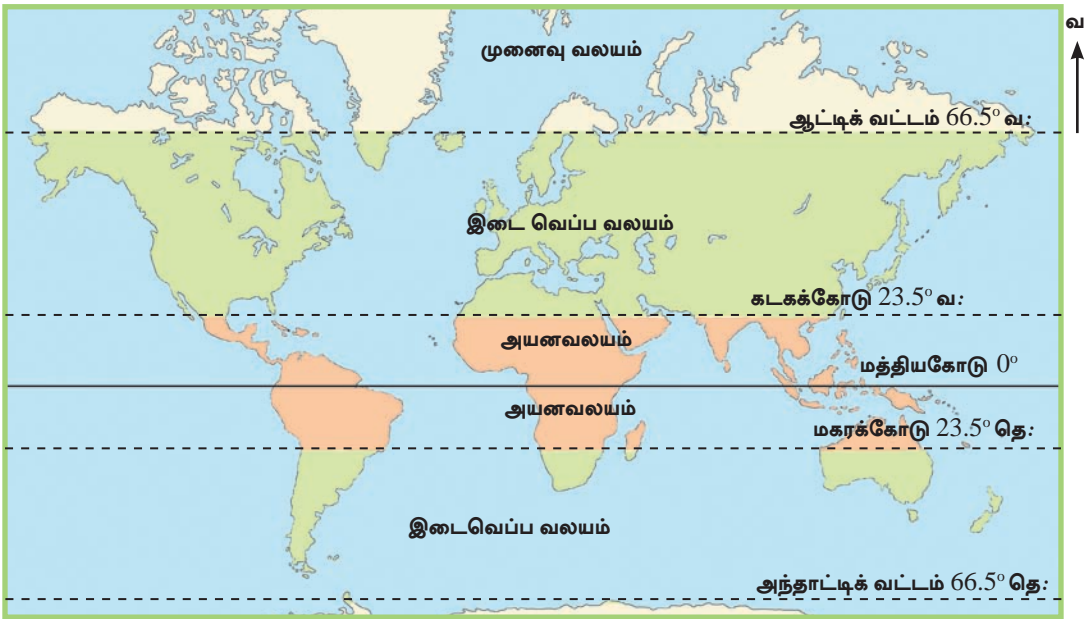 வ
முனைவு வலயம்
ஆட்டிக் வட்டம் 66.5° வ:
இடை வெப்ப வலயம்
கடகக்கோடு 23.5° வ:
அயனவலயம்
மத்தியகோடு 0°
அயனவலயம்
மகரக்கோடு 23.5° தெ:
இடைவெப்ப வலயம்
அந்தாட்டிக் வட்டம் 66.5° தெ: